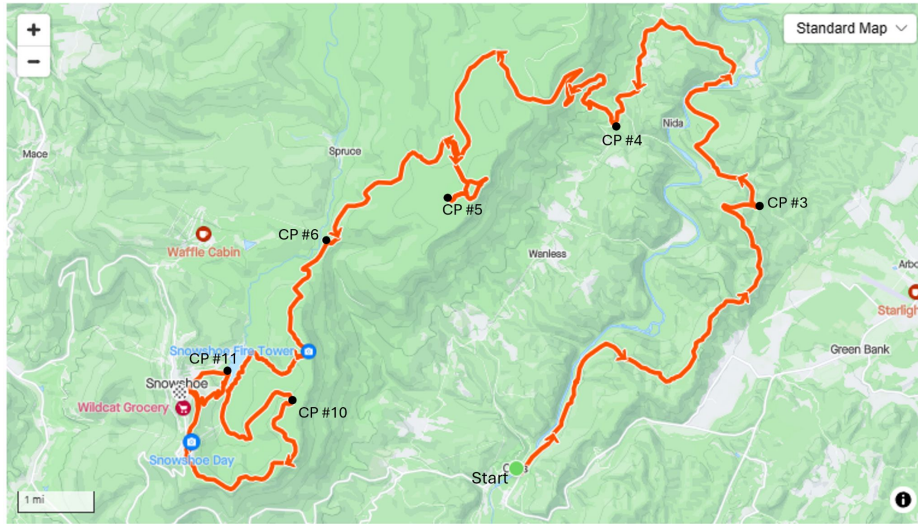 +
−
Standard Map
Mace
Spruce
Nida
CP #4
CP #3
CP #5
CP #6
Waffle Cabin
Wanless
Arbo
Starligh
Green Bank
Snowshoe Fire Tower
CP #11
Snowshoe
Wildcat Grocery
CP #10
Snowshoe Day
Start
1 mi
i